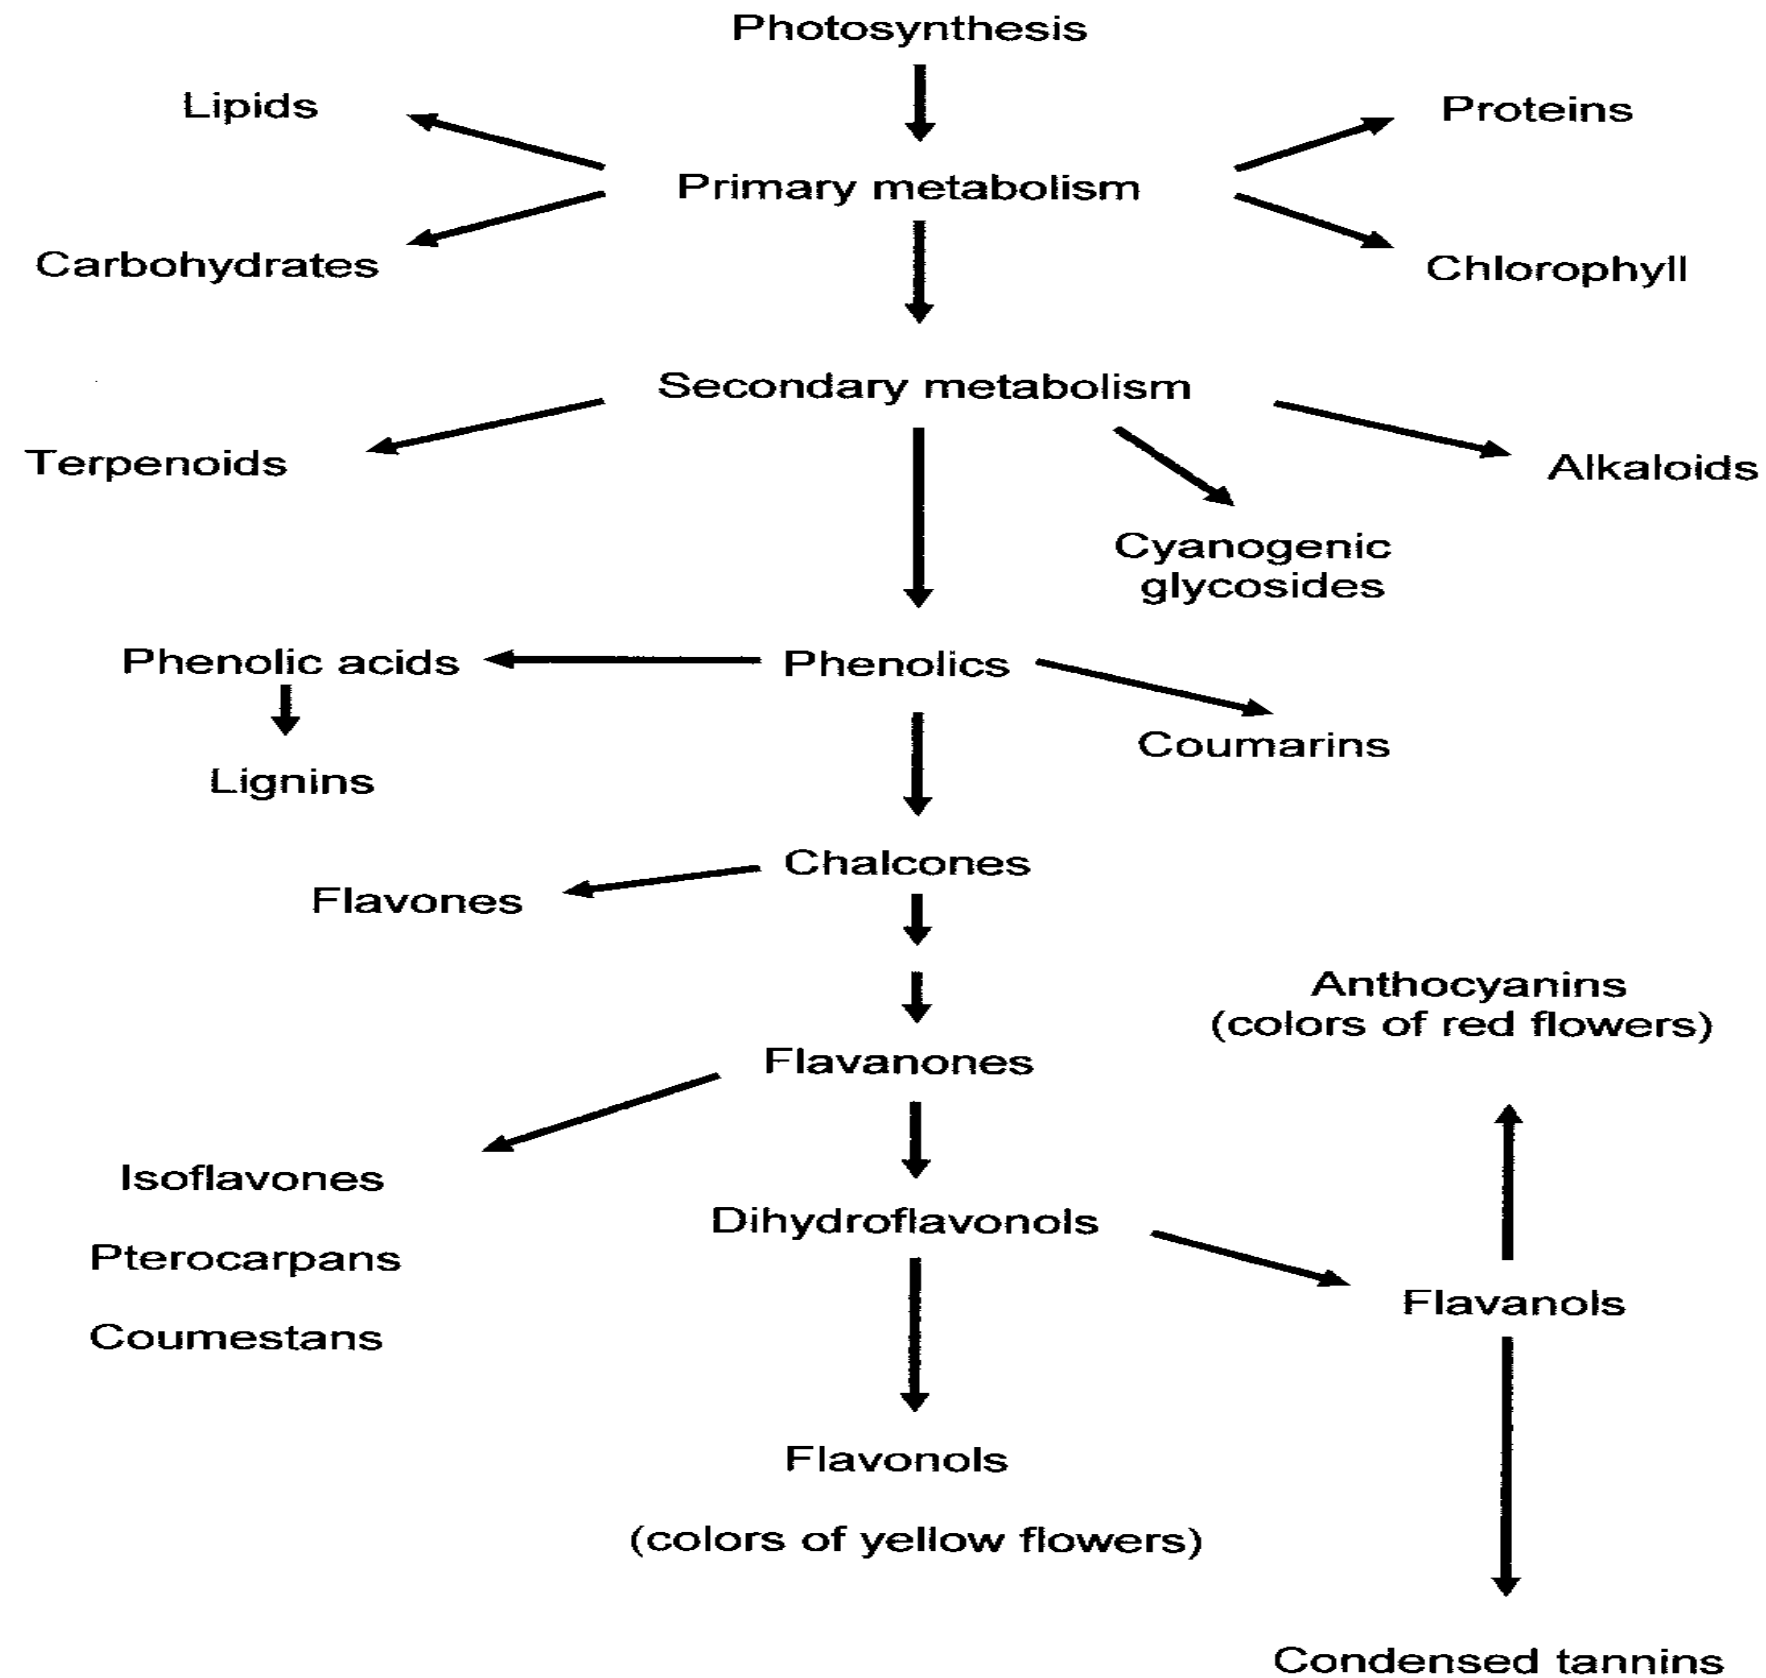 Photosynthesis
Lipids
Proteins
Primary metabolism
Carbohydrates
Chlorophyll
Secondary metabolism
Terpenoids
Alkaloids
Cyanogenic
glycosides
Phenolic acids
Phenolics
Coumarins
Lignins
Chalcones
Flavones
Anthocyanins
(colors of red flowers)
Flavanones
Isoflavones
Dihydroflavonols
Pterocarpans
Flavanols
Coumestans
Flavonols
(colors of yellow flowers)
Condensed tannins